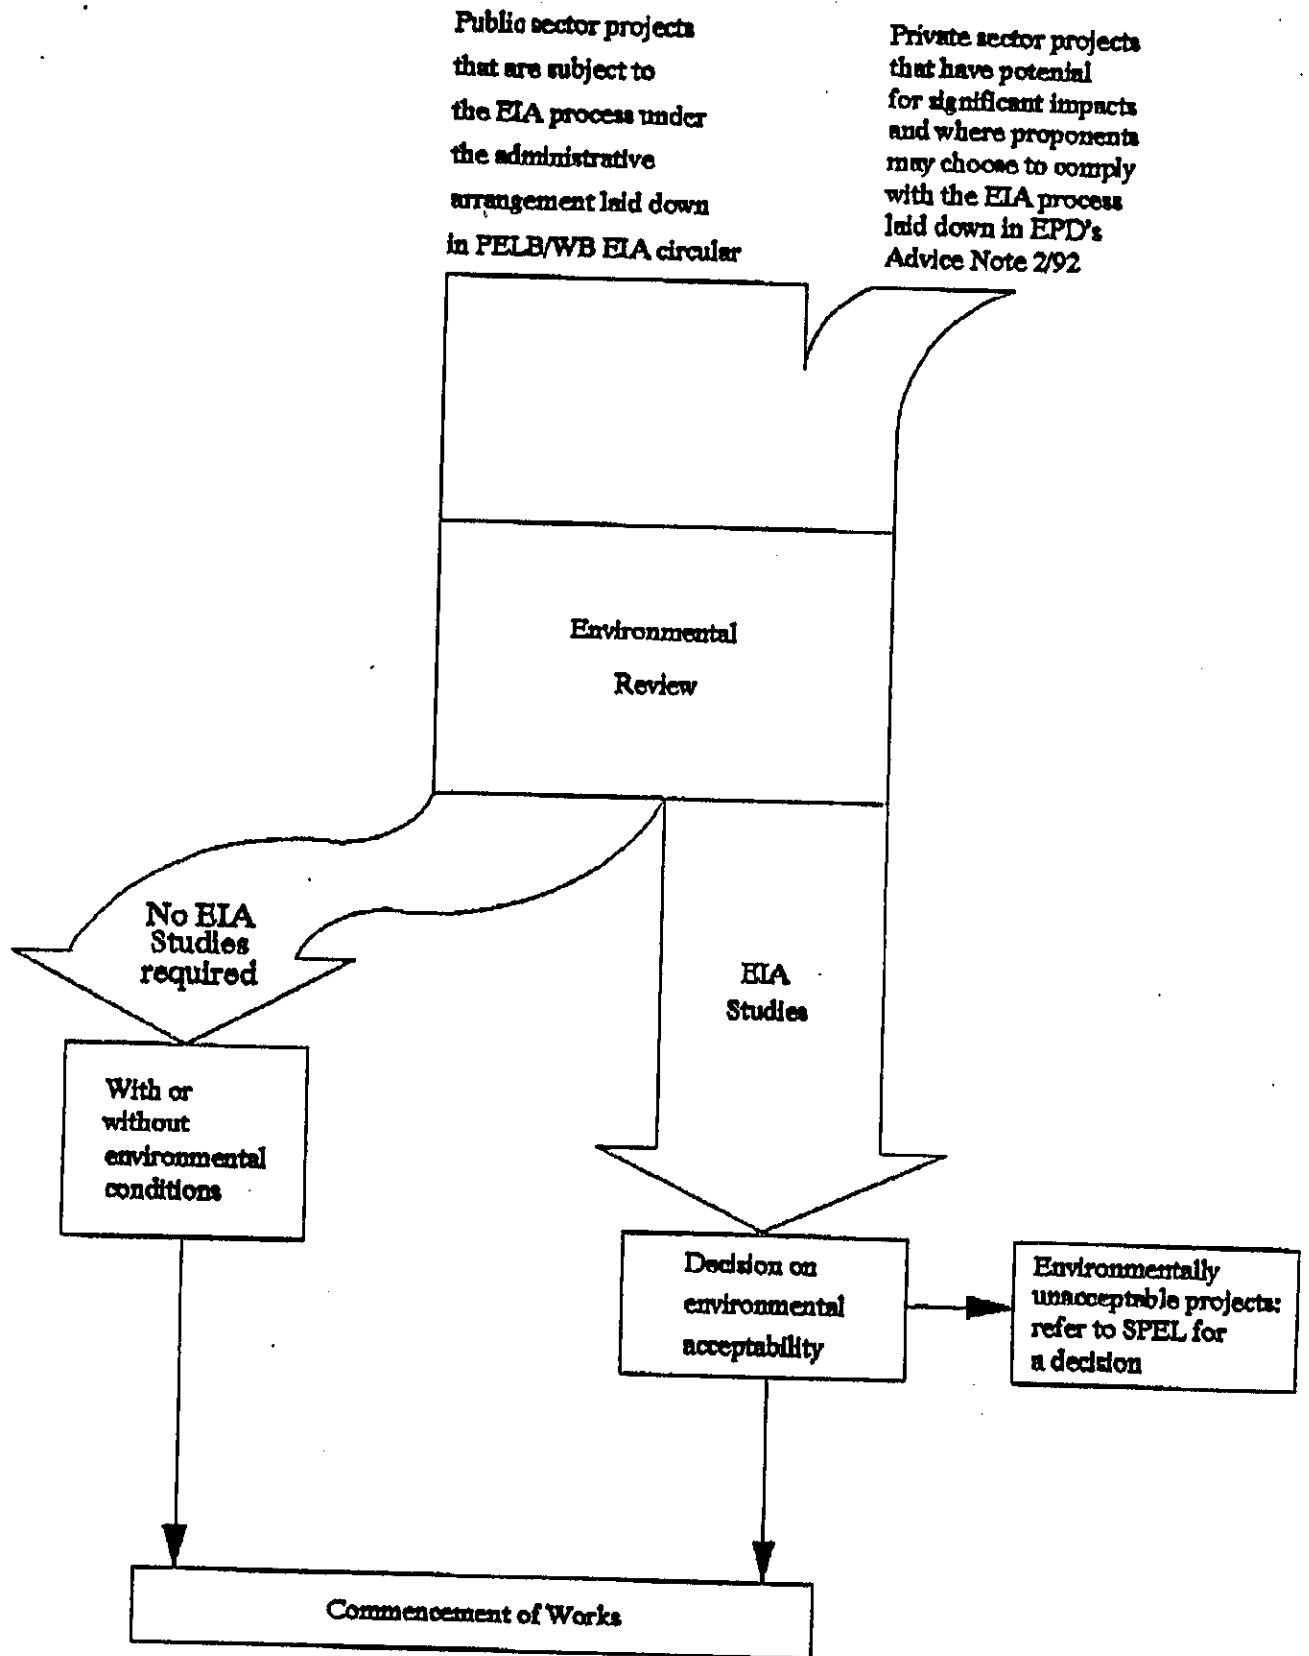 Public sector projects
that are subject to
the EIA process under
the administrative
arrangement laid down
in PELB/WB EIA circular
Private sector projects
that have potenial
for significant impacts
and where proponents
may choose to comply
with the EIA process
laid down in EPD's
Advice Note 2/92
Environmental
Review
No EIA
Studies
required
EIA
Studies
With or
without
environmental
conditions
Decision on
environmental
acceptability
Environmentally
unacceptable projects:
refer to SPEL for
a decision
Commencement of Works